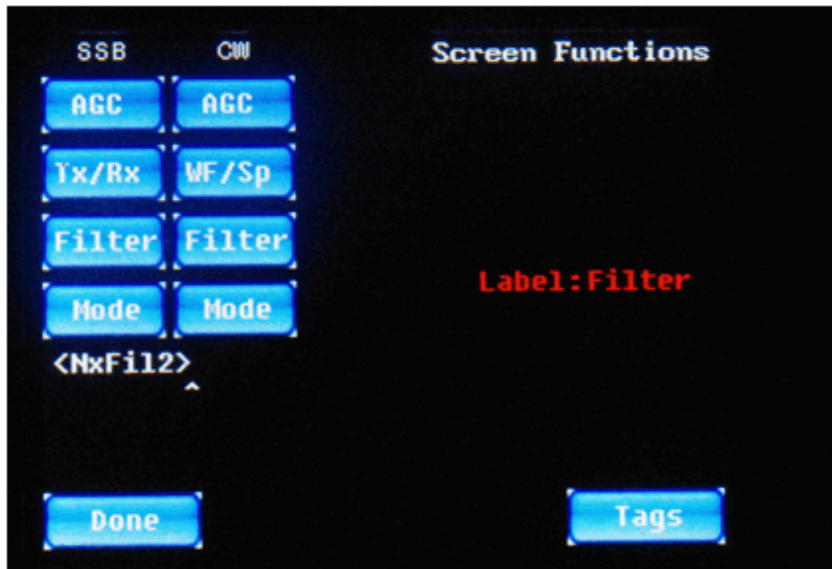 SSB CW Screen Functions
AGC AGC
Tx/Rx WF/Sp
Filter Filter
Label:Filter
Mode Mode
<NxFil2>
^
Done Tags